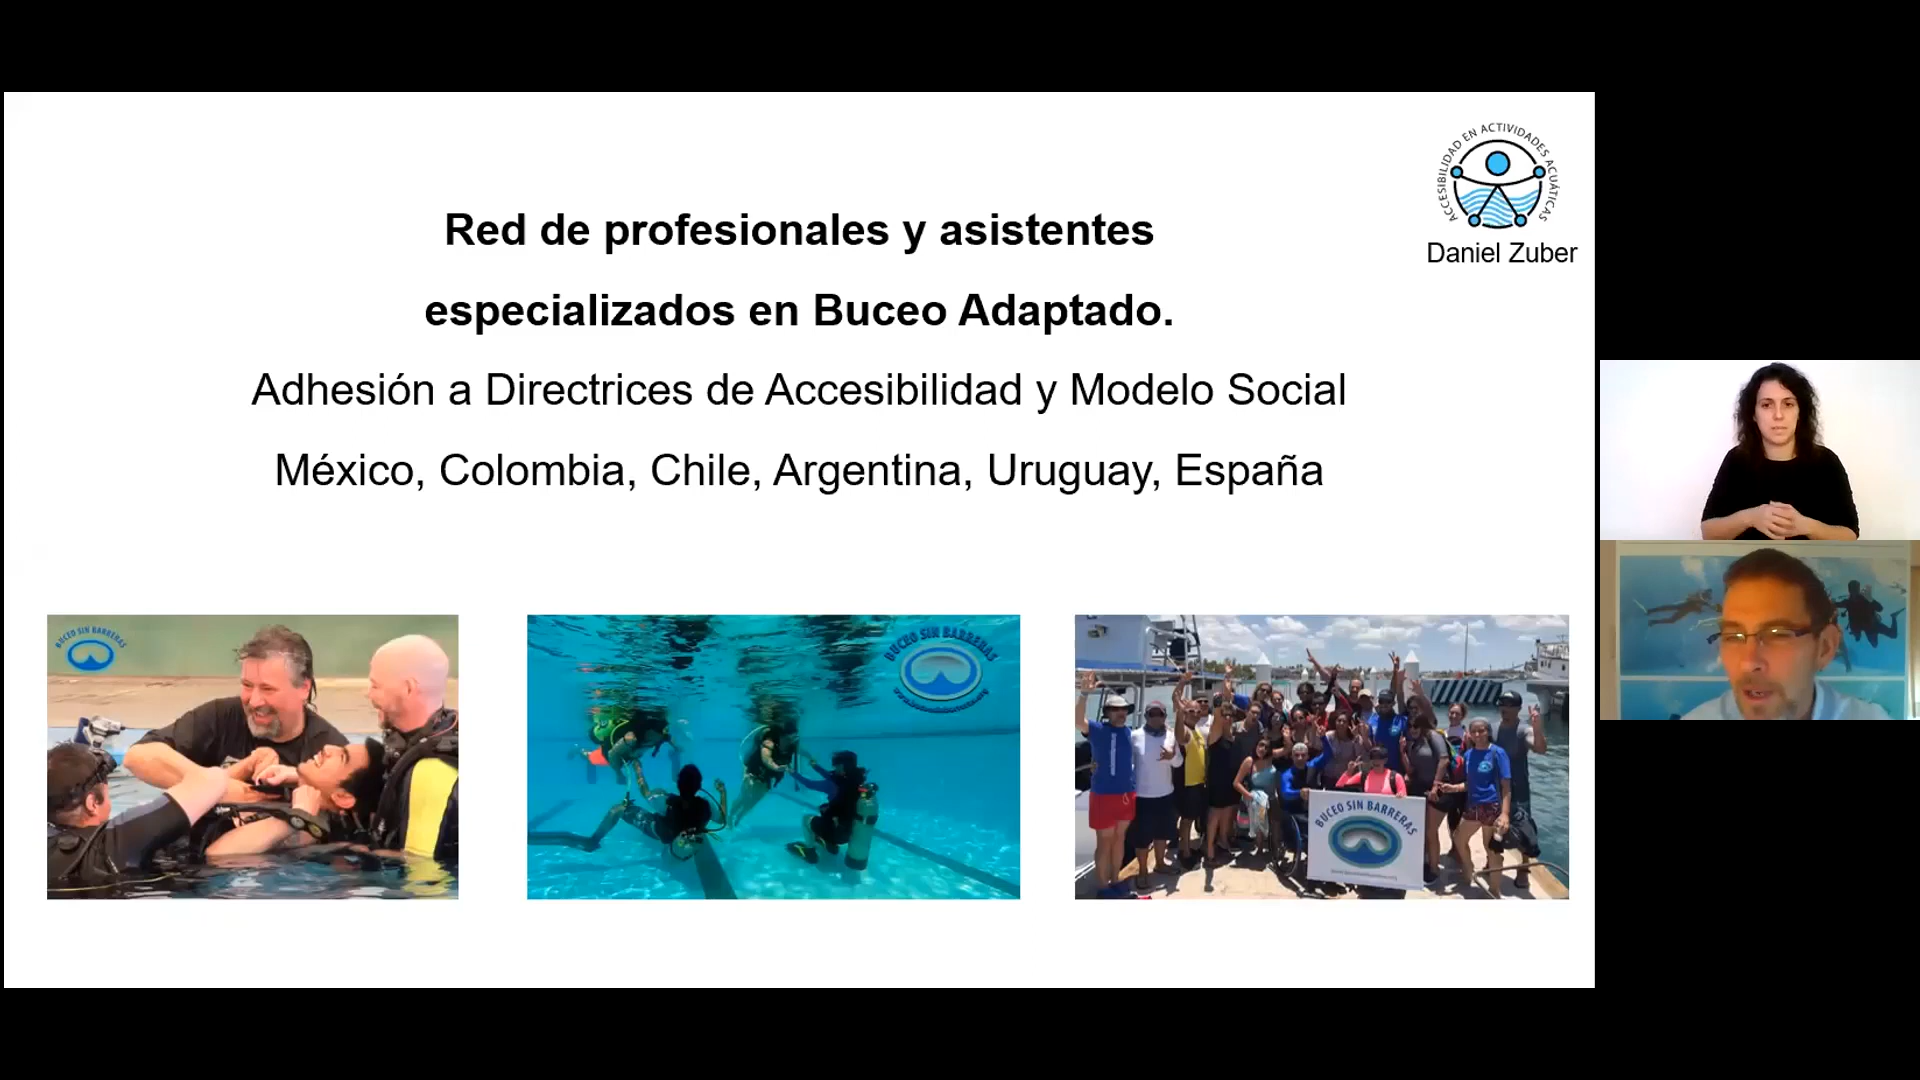 ACCESIBILIDAD EN ACTIVIDADES ACUÁTICAS
Daniel Zuber
Red de profesionales y asistentes
especializados en Buceo Adaptado.
Adhesión a Directrices de Accesibilidad y Modelo Social
México, Colombia, Chile, Argentina, Uruguay, España
BUCEO SIN BARRERAS
BUCEO SIN BARRERAS
BUCEO SIN BARRERAS